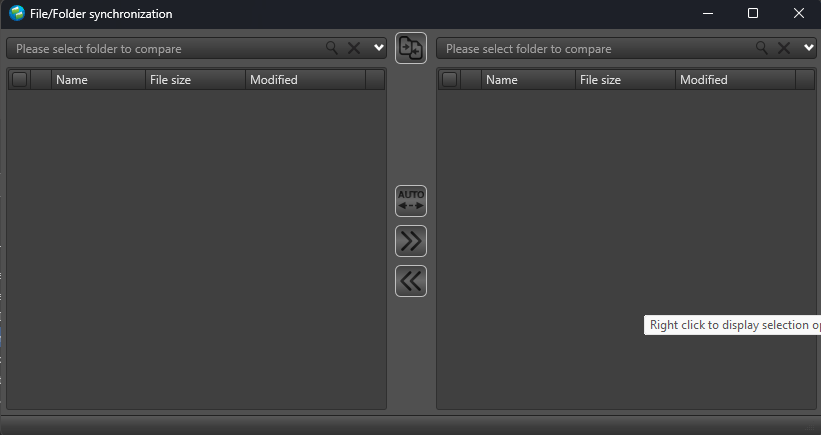 File/Folder synchronization
Please select folder to compare
Please select folder to compare
Name File size Modified
Name File size Modified
AUTO
Right click to display selection